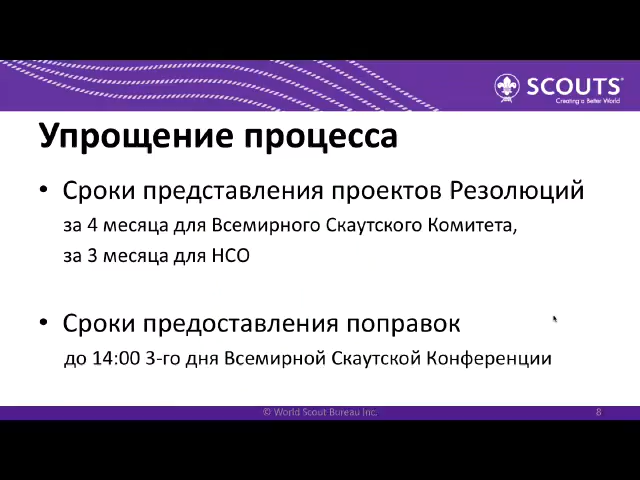 SCOUTS®
Creating a Better World
Упрощение процесса
• Сроки представления проектов Резолюций
за 4 месяца для Всемирного Скаутского Комитета,
за 3 месяца для НСО
• Сроки предоставления поправок
до 14:00 3-го дня Всемирной Скаутской Конференции
© World Scout Bureau Inc.
8